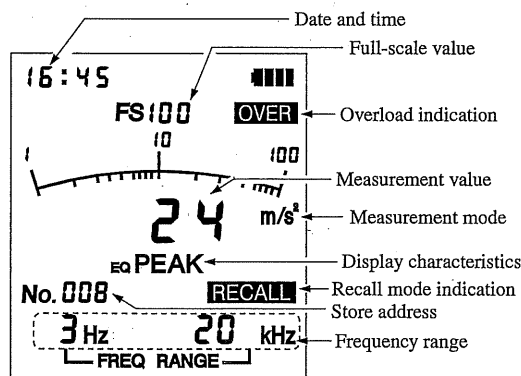 Date and time
Full-scale value
16:45
FS100
OVER
Overload indication
10
1
100
Measurement value
24
m/s²
Measurement mode
EQ PEAK
Display characteristics
No. 008
RECALL
Recall mode indication
Store address
3 Hz 20 kHz
Frequency range
FREQ RANGE